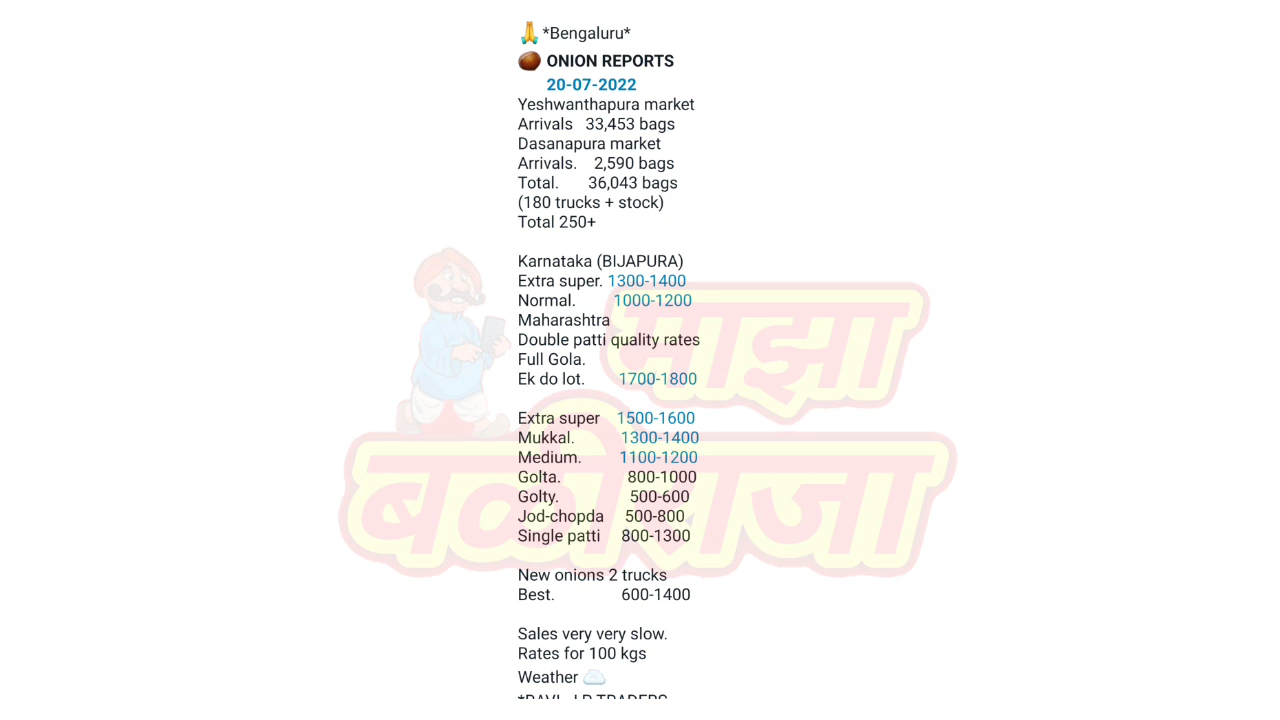 🙏*Bengaluru*
🌰 ONION REPORTS
20-07-2022
Yeshwanthapura market
Arrivals 33,453 bags
Dasanapura market
Arrivals. 2,590 bags
Total. 36,043 bags
(180 trucks + stock)
Total 250+
Karnataka (BIJAPURA)
Extra super. 1300-1400
Normal. 1000-1200
Maharashtra
Double patti quality rates
Full Gola.
Ek do lot. 1700-1800
Extra super 1500-1600
Mukkal. 1300-1400
Medium. 1100-1200
Golta. 800-1000
Golty. 500-600
Jod-chopda 500-800
Single patti 800-1300
New onions 2 trucks
Best. 600-1400
Sales very very slow.
Rates for 100 kgs
Weather ☁️
माझा
बळीराजा